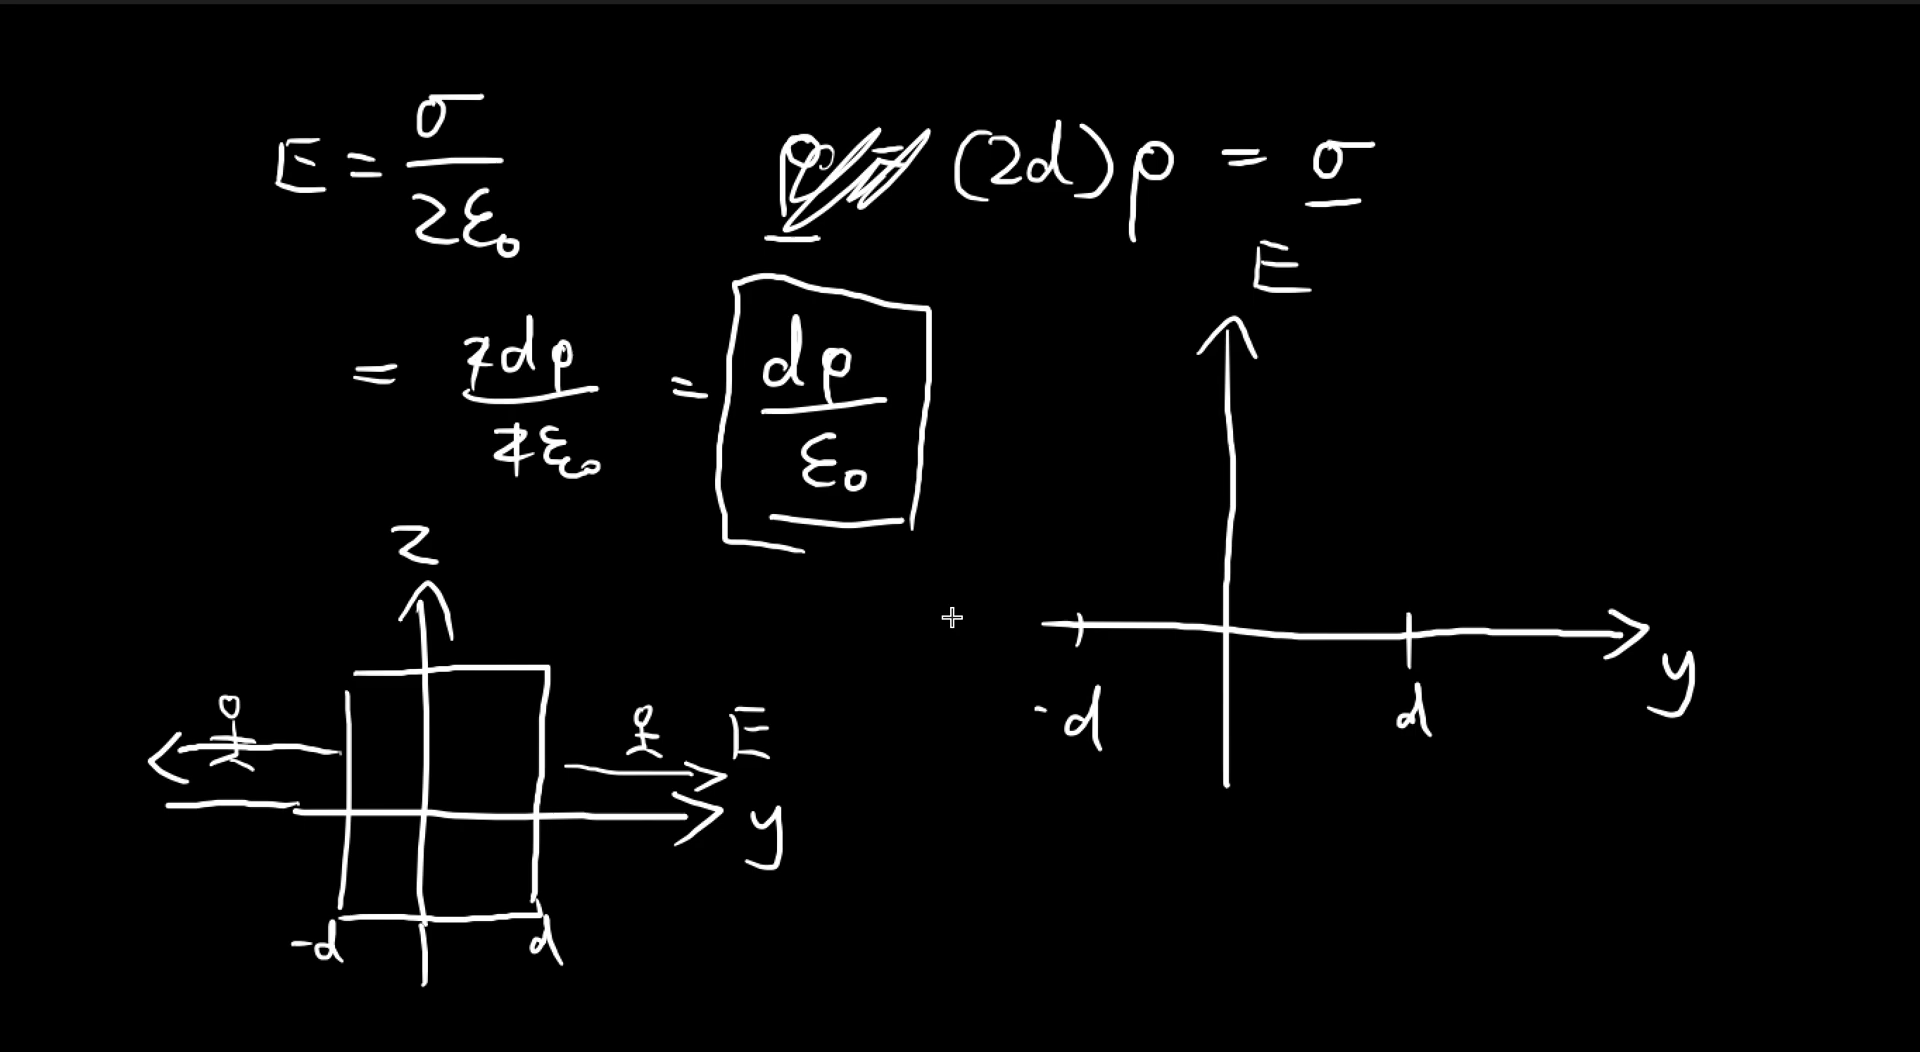 E = σ/2ε₀
(2d)ρ = σ
= 2dρ/2ε₀ = dρ/ε₀
E
y
-d d
z
E
y
-d d